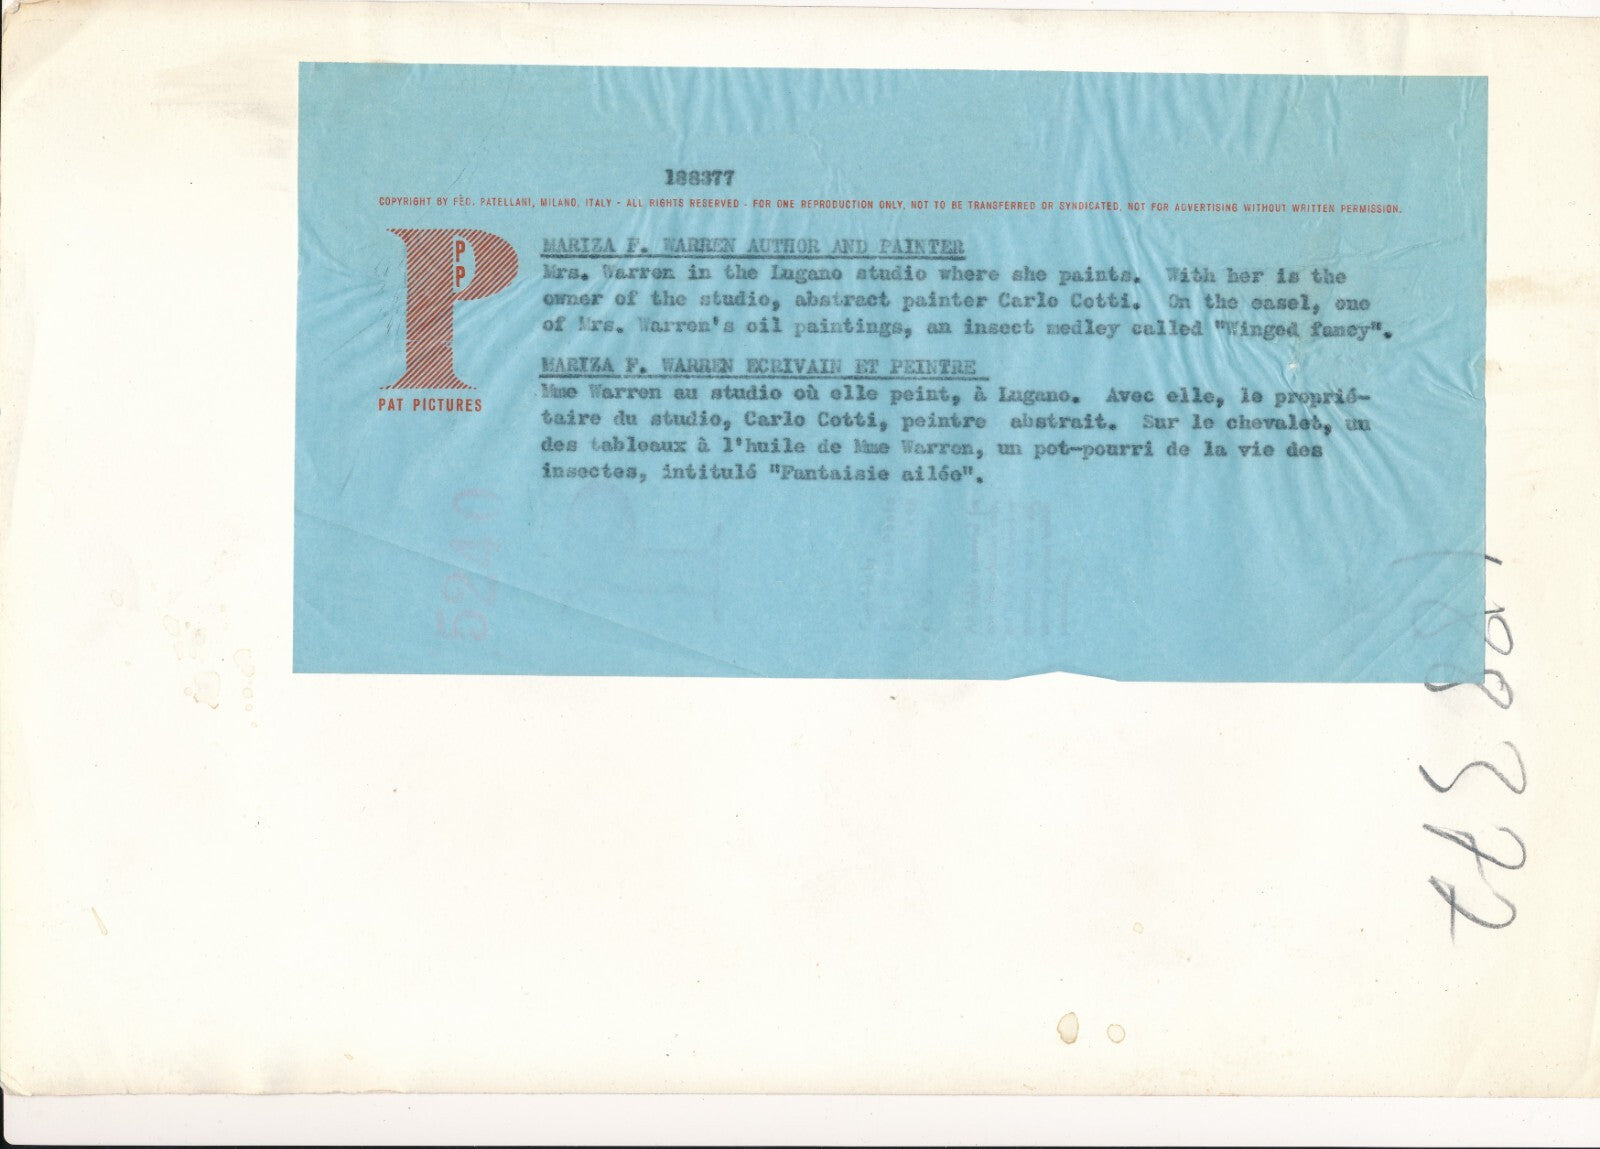 188377
COPYRIGHT BY FED. PATELLANI, MILANO, ITALY - ALL RIGHTS RESERVED - FOR ONE REPRODUCTION ONLY, NOT TO BE TRANSFERRED OR SYNDICATED, NOT FOR ADVERTISING WITHOUT WRITTEN PERMISSION.
P
P
P
PAT PICTURES
MARIZA F. WARREN AUTHOR AND PAINTER
Mrs. Warren in the Lugano studio where she paints. With her is the
owner of the studio, abstract painter Carlo Cotti. On the easel, one
of Mrs. Warren's oil paintings, an insect medley called "Winged fancy".
MARIZA F. WARREN ECRIVAIN ET PEINTRE
Mme Warren au studio où elle peint, à Lugano. Avec elle, le proprié-
taire du studio, Carlo Cotti, peintre abstrait. Sur le chevalet, un
des tableaux à l'huile de Mme Warren, un pot-pourri de la vie des
insectes, intitulé "Fantaisie ailée".
5240
188377